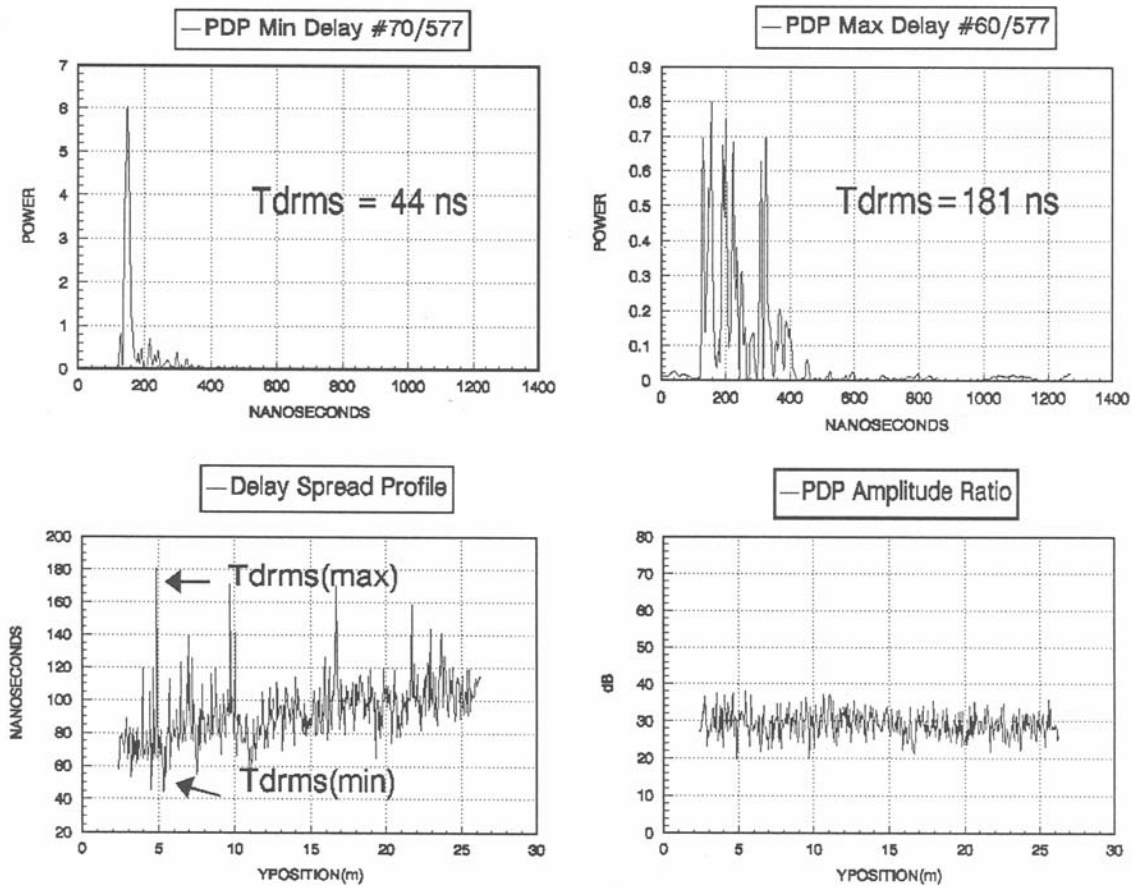 PDP Min Delay #70/577
7
6
5
4
3
2
1
0
POWER
Tdrms = 44 ns
0 200 400 600 800 1000 1200 1400
NANOSECONDS
PDP Max Delay #60/577
0.9
0.8
0.7
0.6
0.5
0.4
0.3
0.2
0.1
0
POWER
Tdrms=181 ns
0 200 400 600 800 1000 1200 1400
NANOSECONDS
Delay Spread Profile
200
180
160
140
120
100
80
60
40
20
NANOSECONDS
Tdrms(max)
Tdrms(min)
0 5 10 15 20 25 30
YPOSITION(m)
PDP Amplitude Ratio
80
70
60
50
40
30
20
0
dB
0 5 10 15 20 25 30
YPOSITION(m)